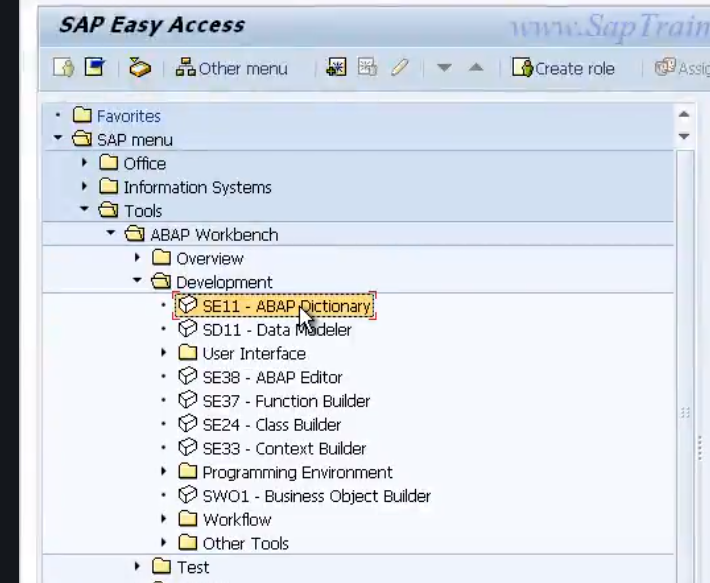 SAP Easy Access
www.SapTrain
Other menu
Create role
Assig
Favorites
SAP menu
Office
Information Systems
Tools
ABAP Workbench
Overview
Development
SE11 - ABAP Dictionary
SD11 - Data Modeler
User Interface
SE38 - ABAP Editor
SE37 - Function Builder
SE24 - Class Builder
SE33 - Context Builder
Programming Environment
SWO1 - Business Object Builder
Workflow
Other Tools
Test